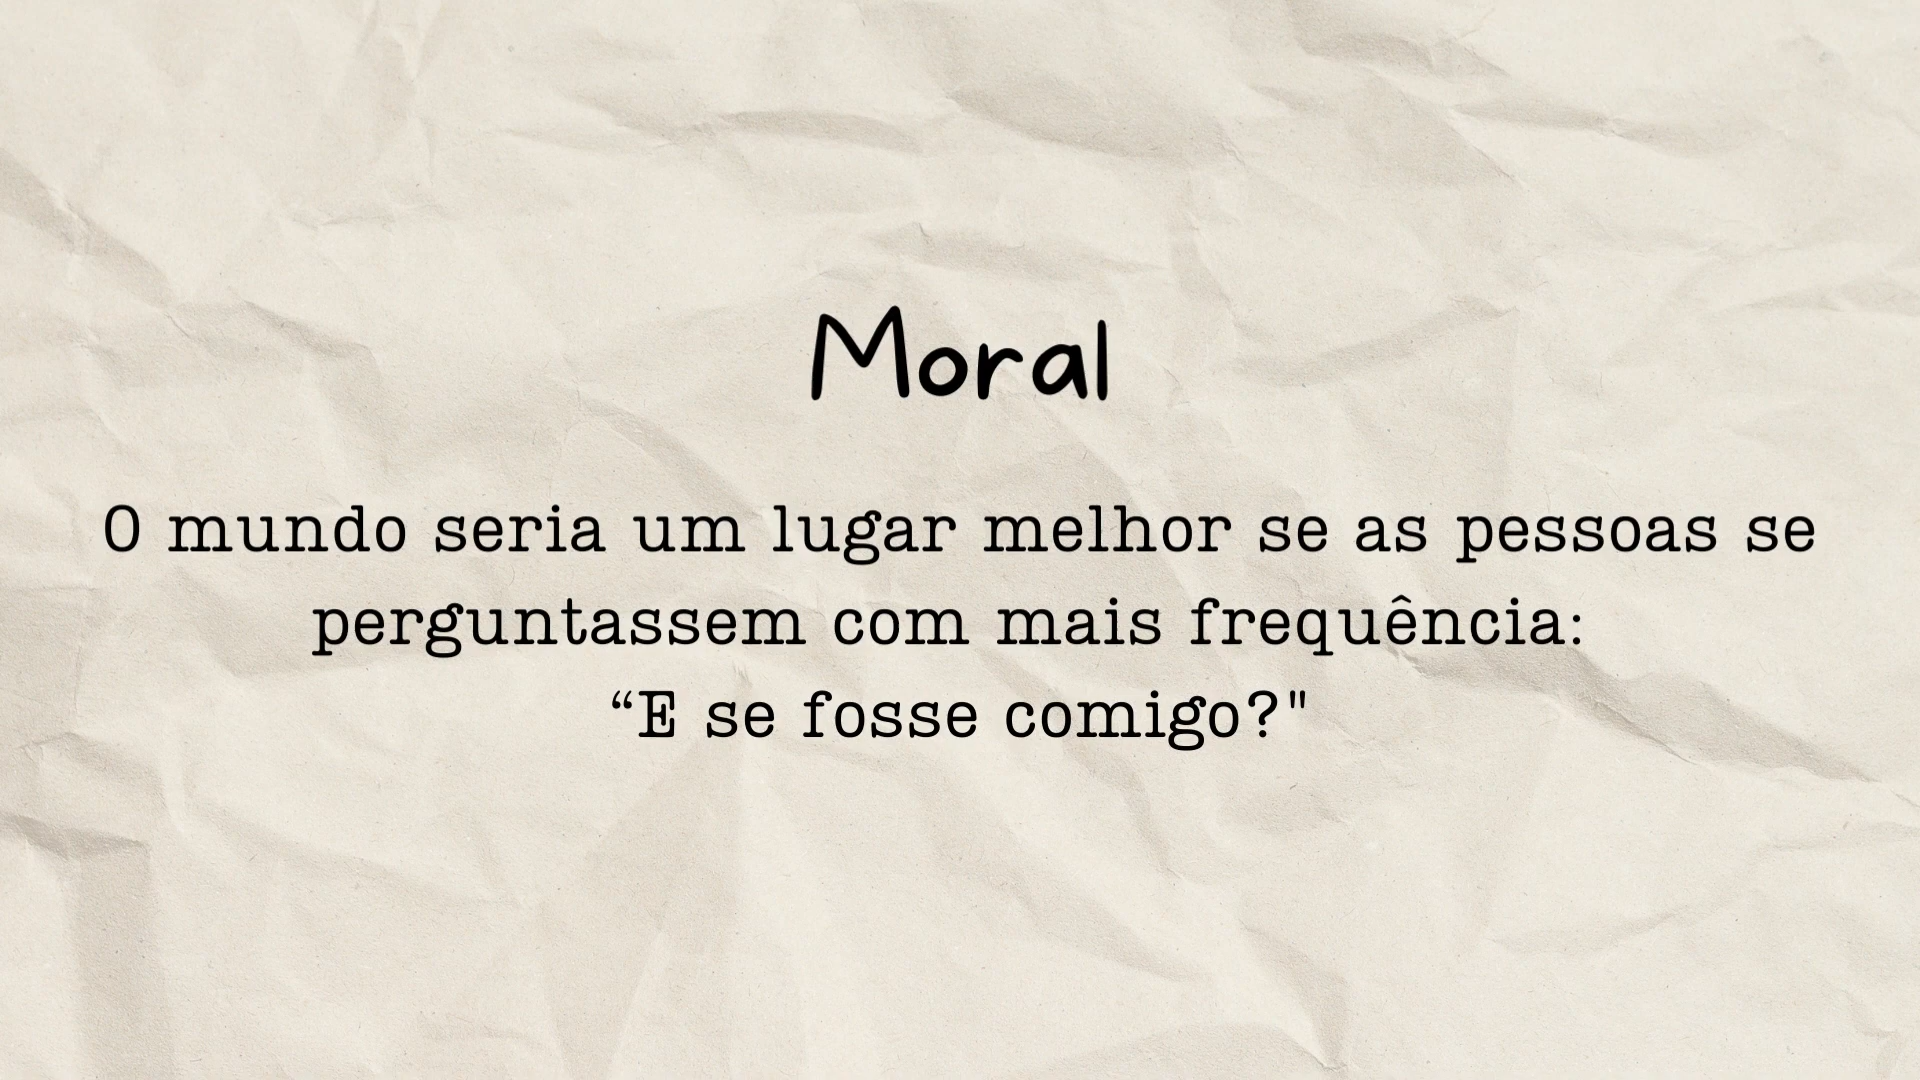 Moral
O mundo seria um lugar melhor se as pessoas se
perguntassem com mais frequência:
“E se fosse comigo?"